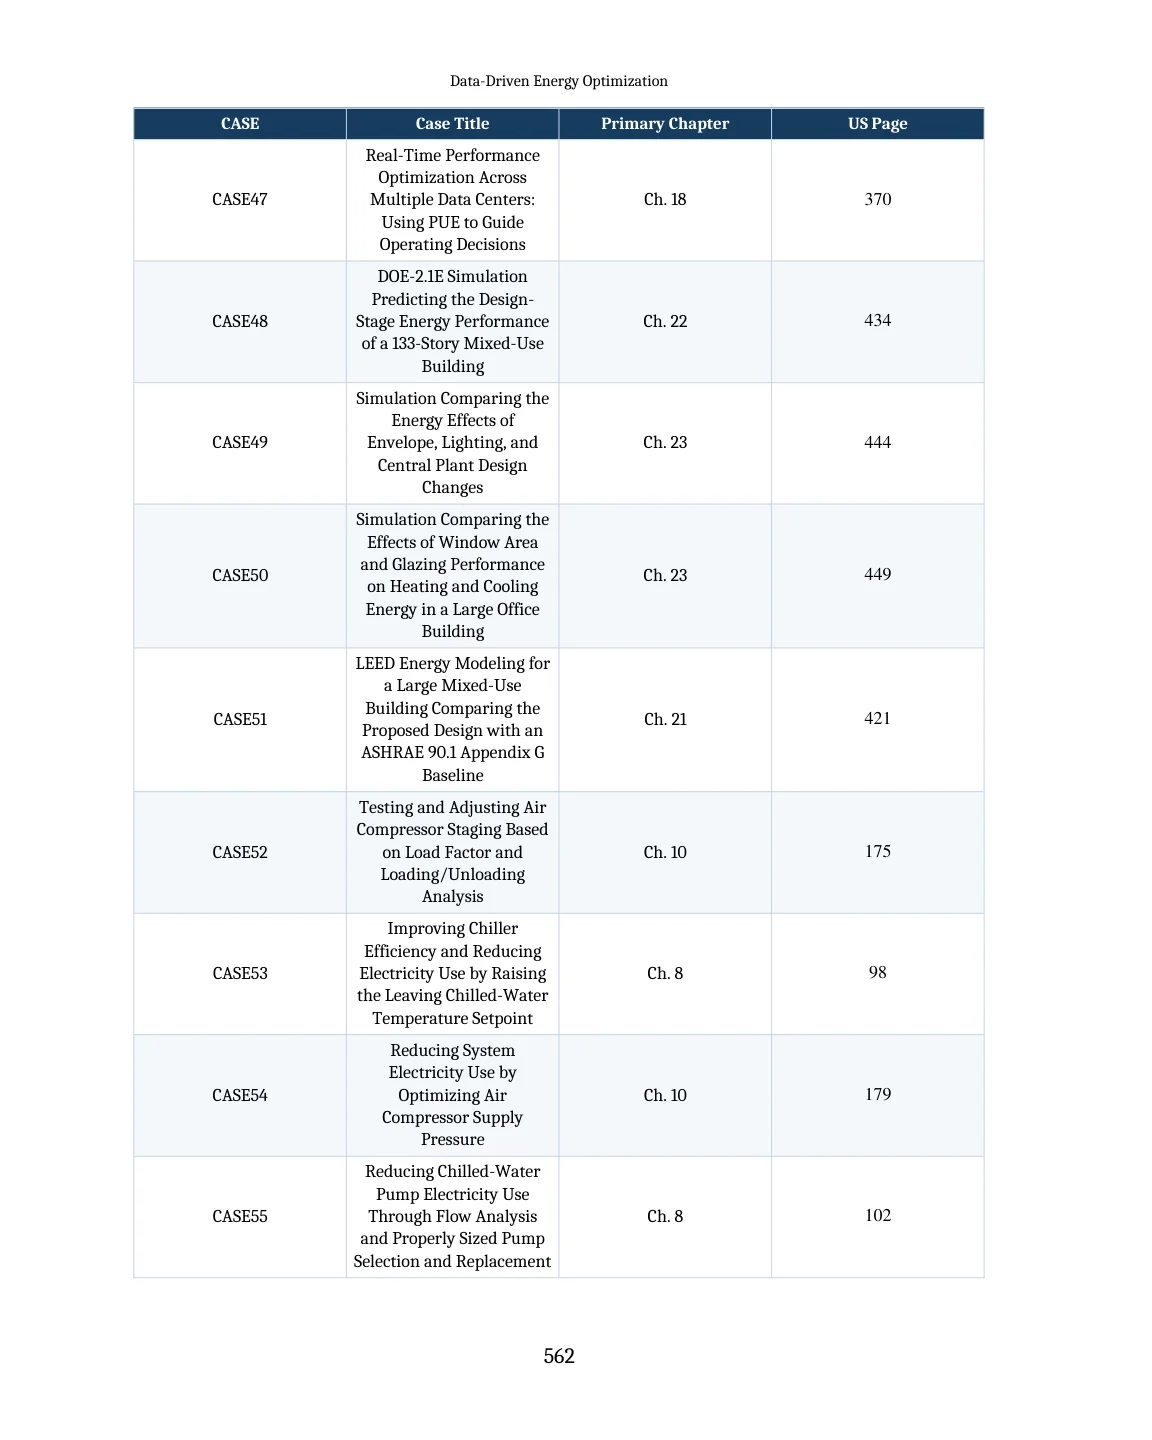 Data-Driven Energy Optimization
CASE Case Title Primary Chapter US Page
Real-Time Performance
Optimization Across
Multiple Data Centers:
Using PUE to Guide
Operating Decisions
CASE47 Ch. 18 370
DOE-2.1E Simulation
Predicting the Design-
Stage Energy Performance
of a 133-Story Mixed-Use
Building
CASE48 Ch. 22 434
Simulation Comparing the
Energy Effects of
Envelope, Lighting, and
Central Plant Design
Changes
CASE49 Ch. 23 444
Simulation Comparing the
Effects of Window Area
and Glazing Performance
on Heating and Cooling
Energy in a Large Office
Building
CASE50 Ch. 23 449
LEED Energy Modeling for
a Large Mixed-Use
Building Comparing the
Proposed Design with an
ASHRAE 90.1 Appendix G
Baseline
CASE51 Ch. 21 421
Testing and Adjusting Air
Compressor Staging Based
on Load Factor and
Loading/Unloading
Analysis
CASE52 Ch. 10 175
Improving Chiller
Efficiency and Reducing
Electricity Use by Raising
the Leaving Chilled-Water
Temperature Setpoint
CASE53 Ch. 8 98
Reducing System
Electricity Use by
Optimizing Air
Compressor Supply
Pressure
CASE54 Ch. 10 179
Reducing Chilled-Water
Pump Electricity Use
Through Flow Analysis
and Properly Sized Pump
Selection and Replacement
CASE55 Ch. 8 102
562